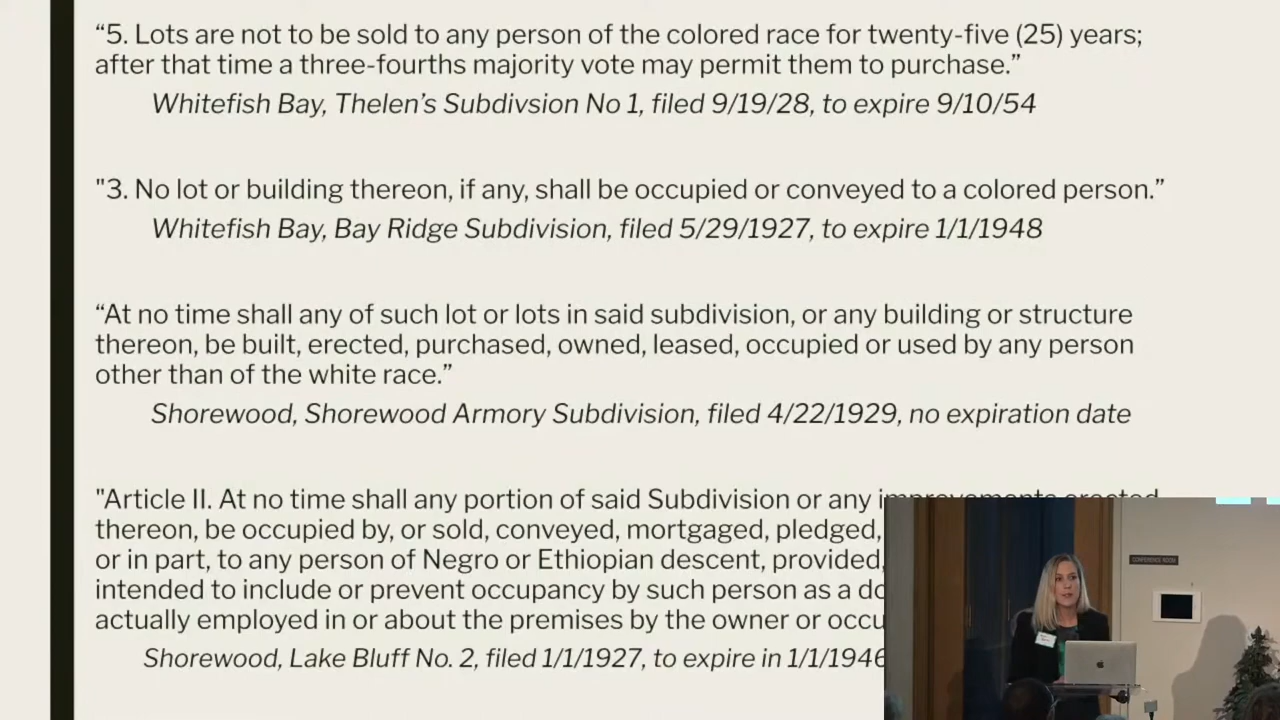 “5. Lots are not to be sold to any person of the colored race for twenty-five (25) years;
after that time a three-fourths majority vote may permit them to purchase.”
Whitefish Bay, Thelen’s Subdivsion No 1, filed 9/19/28, to expire 9/10/54
"3. No lot or building thereon, if any, shall be occupied or conveyed to a colored person.”
Whitefish Bay, Bay Ridge Subdivision, filed 5/29/1927, to expire 1/1/1948
“At no time shall any of such lot or lots in said subdivision, or any building or structure
thereon, be built, erected, purchased, owned, leased, occupied or used by any person
other than of the white race.”
Shorewood, Shorewood Armory Subdivision, filed 4/22/1929, no expiration date
"Article II. At no time shall any portion of said Subdivision or any improvements erected
thereon, be occupied by, or sold, conveyed, mortgaged, pledged,
or in part, to any person of Negro or Ethiopian descent, provided,
intended to include or prevent occupancy by such person as a do
actually employed in or about the premises by the owner or occu
Shorewood, Lake Bluff No. 2, filed 1/1/1927, to expire in 1/1/1946
CONFERENCE ROOM